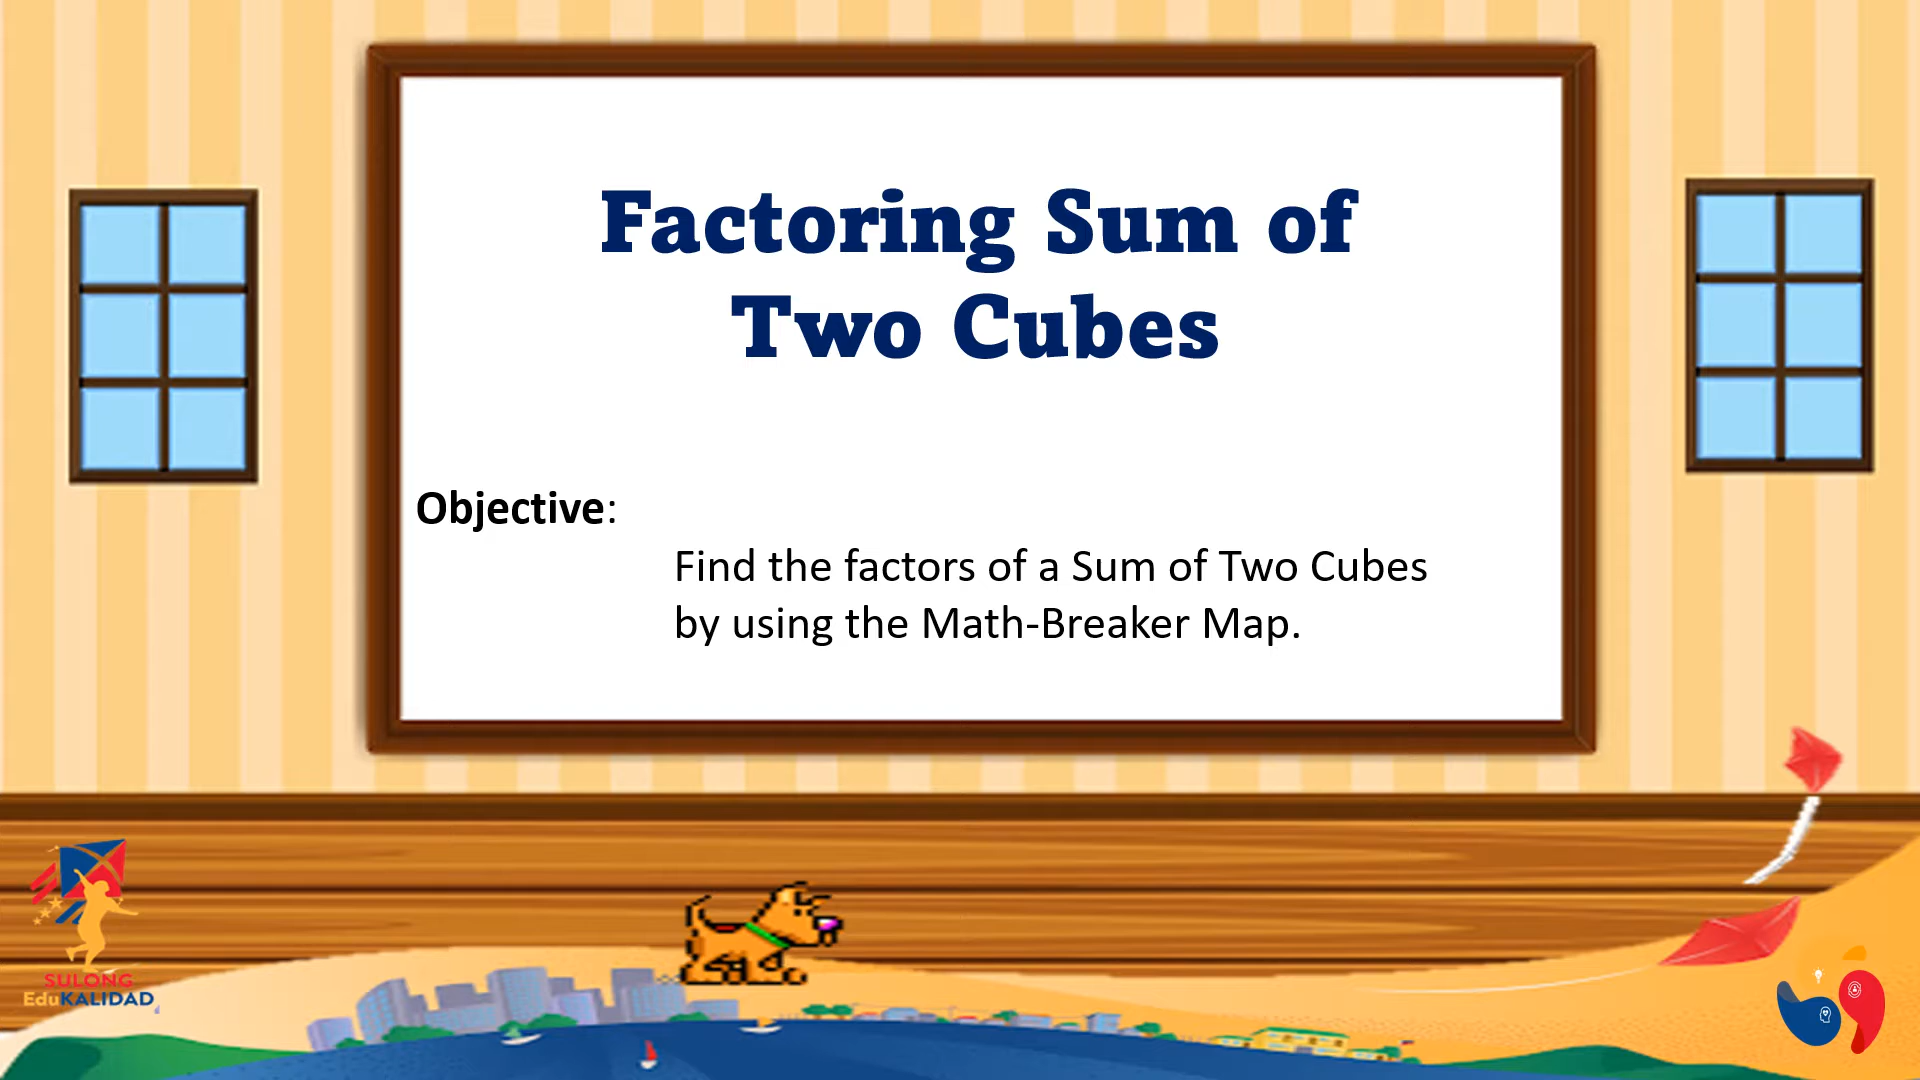 Factoring Sum of
Two Cubes
Objective:
Find the factors of a Sum of Two Cubes
by using the Math-Breaker Map.
SULONG
EduKALIDAD